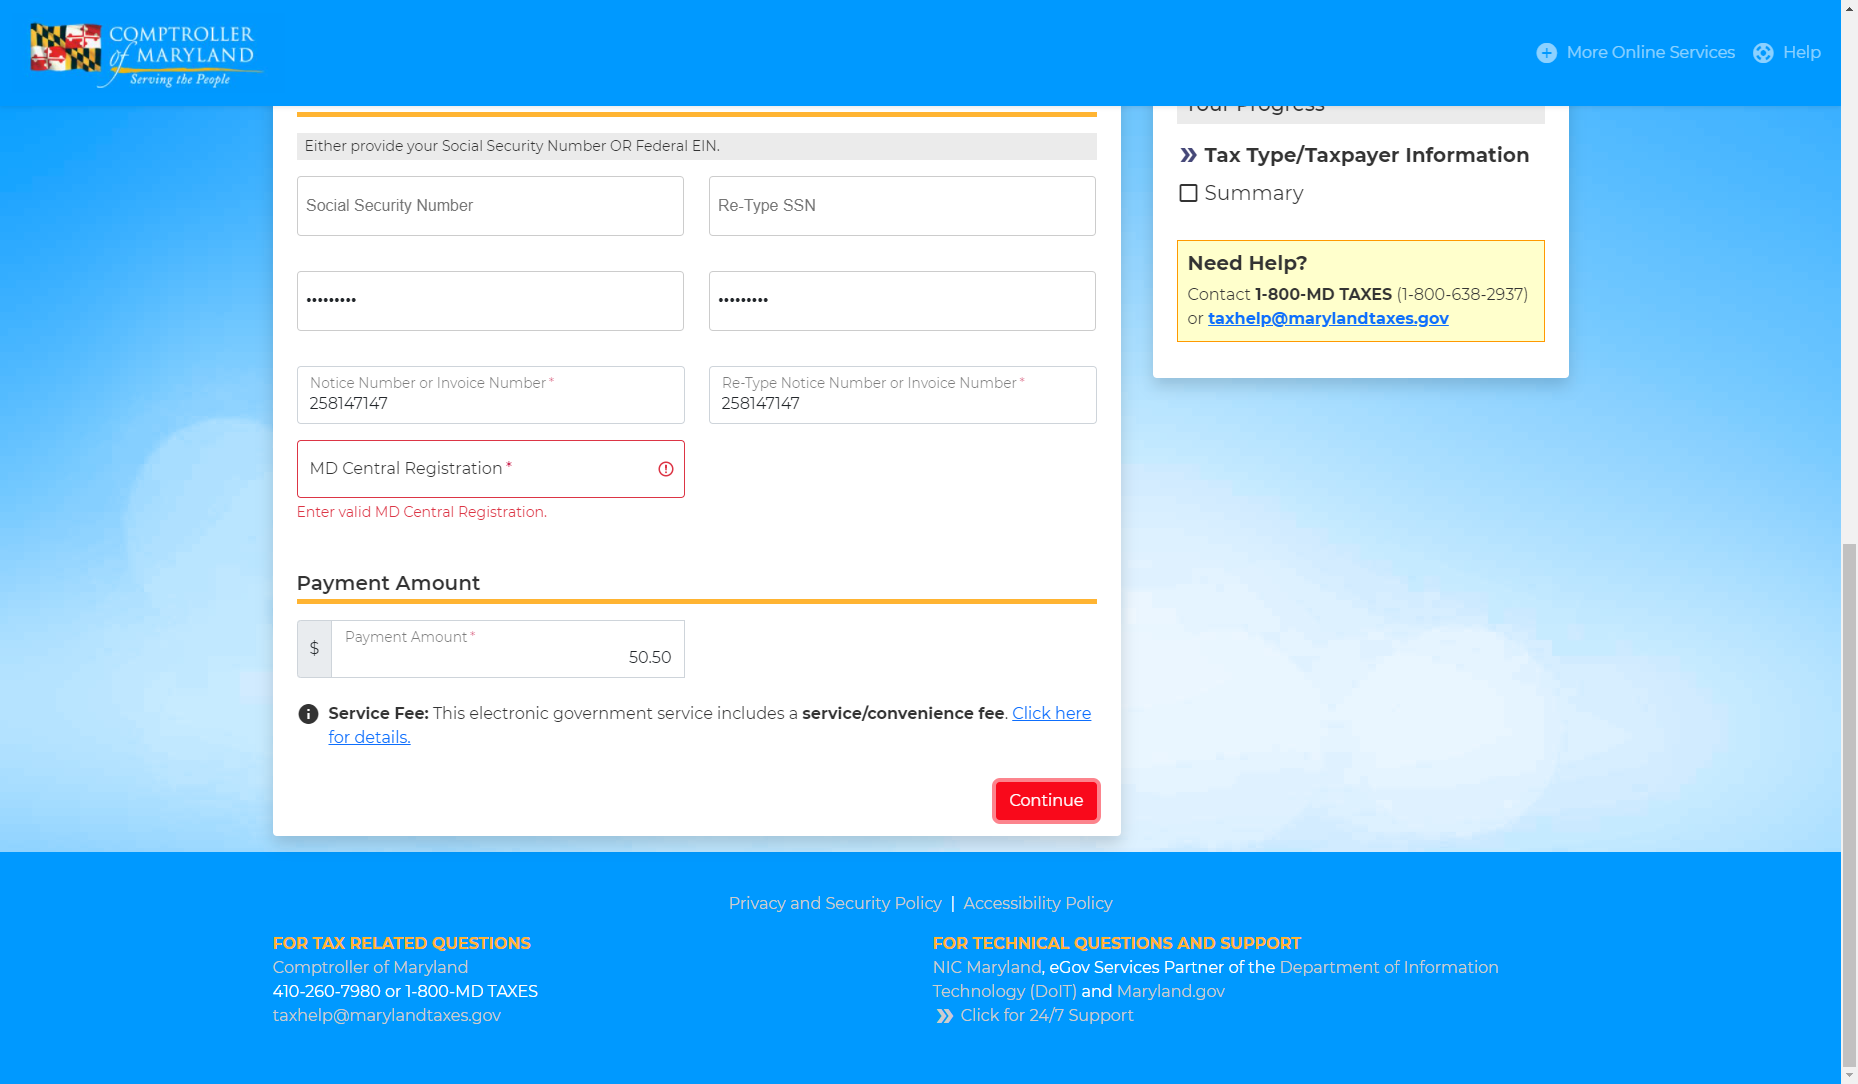 COMPTROLLER
of MARYLAND
Serving the People
More Online Services
Help
Either provide your Social Security Number OR Federal EIN.
Social Security Number
Re-Type SSN
•••••••••
•••••••••
Notice Number or Invoice Number *
258147147
Re-Type Notice Number or Invoice Number *
258147147
MD Central Registration *
Enter valid MD Central Registration.
Payment Amount
$
Payment Amount *
50.50
Service Fee: This electronic government service includes a service/convenience fee. Click here
for details.
Continue
Your Progress
Tax Type/Taxpayer Information
Summary
Need Help?
Contact 1-800-MD TAXES (1-800-638-2937)
or taxhelp@marylandtaxes.gov
Privacy and Security Policy | Accessibility Policy
FOR TAX RELATED QUESTIONS
Comptroller of Maryland
410-260-7980 or 1-800-MD TAXES
taxhelp@marylandtaxes.gov
FOR TECHNICAL QUESTIONS AND SUPPORT
NIC Maryland, eGov Services Partner of the Department of Information
Technology (DoIT) and Maryland.gov
Click for 24/7 Support